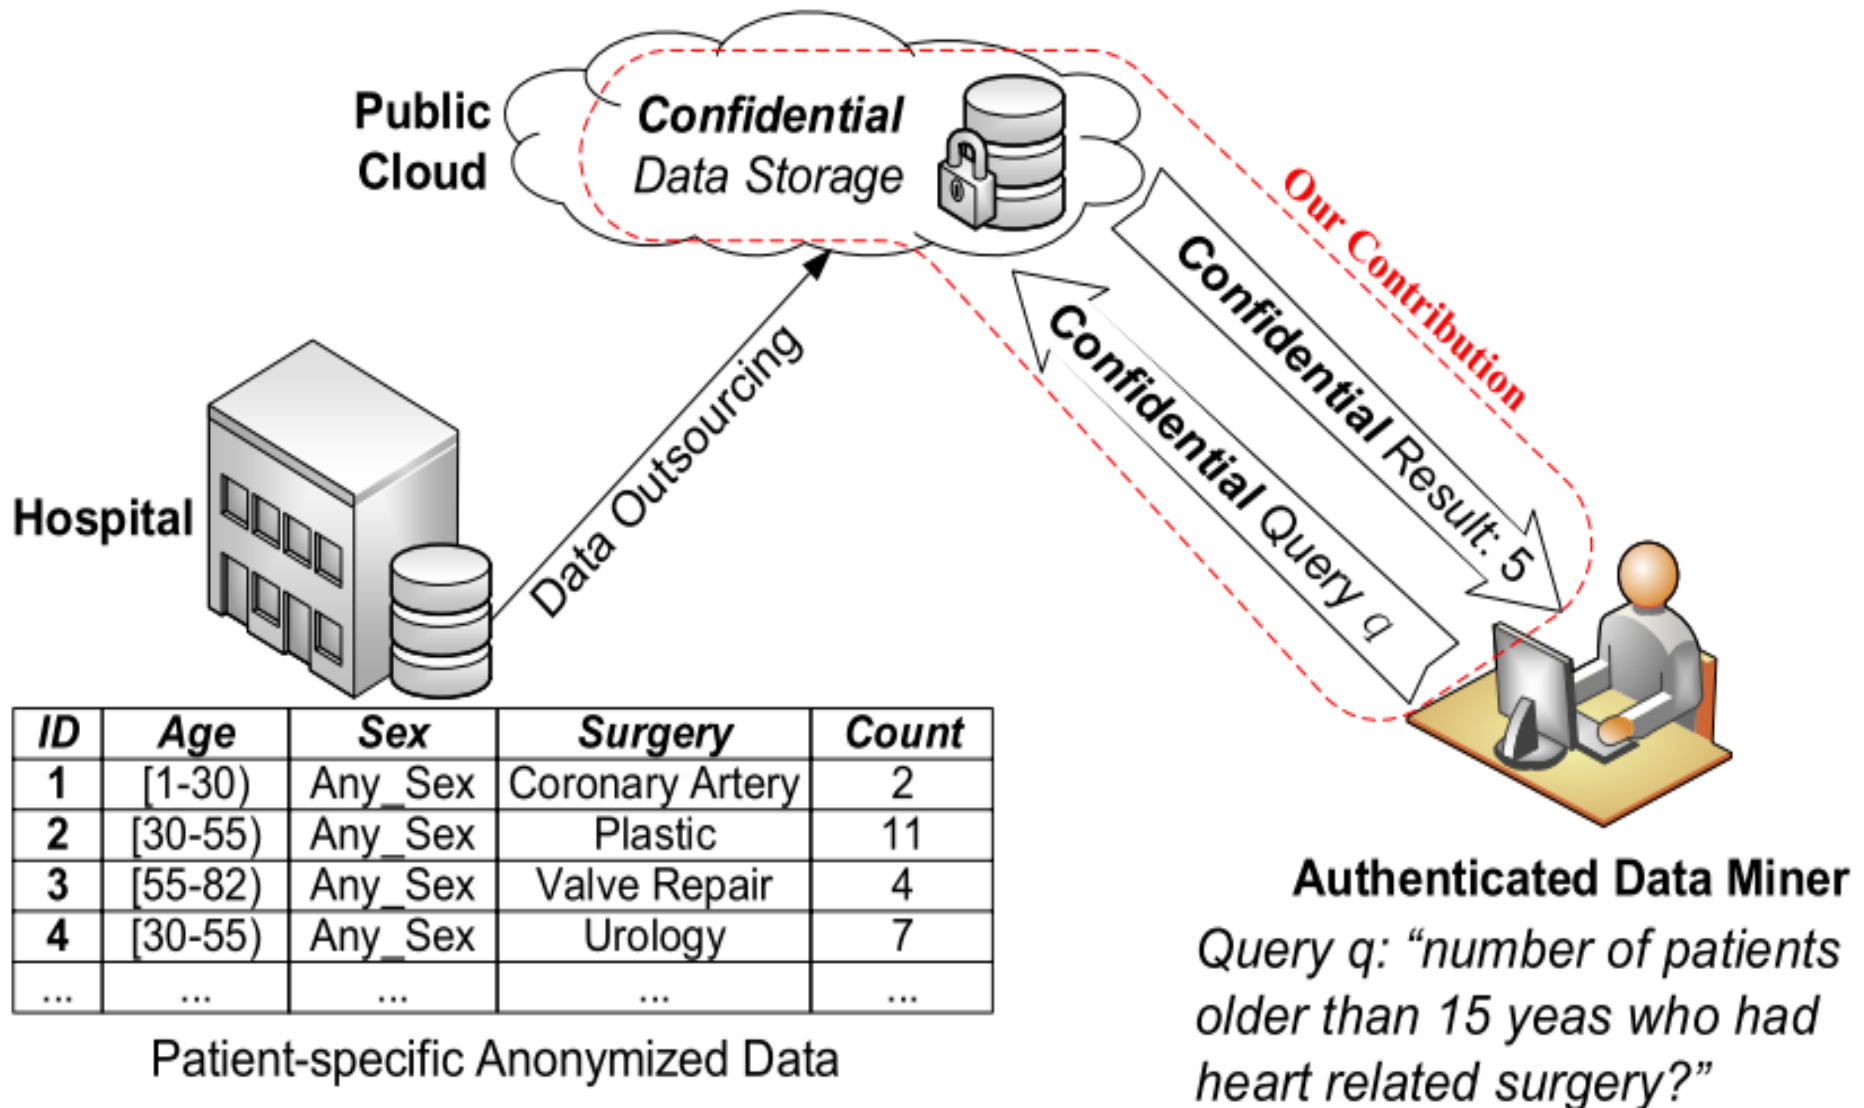 Public
Cloud
Confidential
Data Storage
Our Contribution
Confidential Result: 5
Confidential Query q
Data Outsourcing
Hospital
ID Age Sex Surgery Count
1 [1-30) Any_Sex Coronary Artery 2
2 [30-55) Any_Sex Plastic 11
3 [55-82) Any_Sex Valve Repair 4
4 [30-55) Any_Sex Urology 7
... ... ... ... ...
Patient-specific Anonymized Data
Authenticated Data Miner
Query q: “number of patients
older than 15 yeas who had
heart related surgery?”